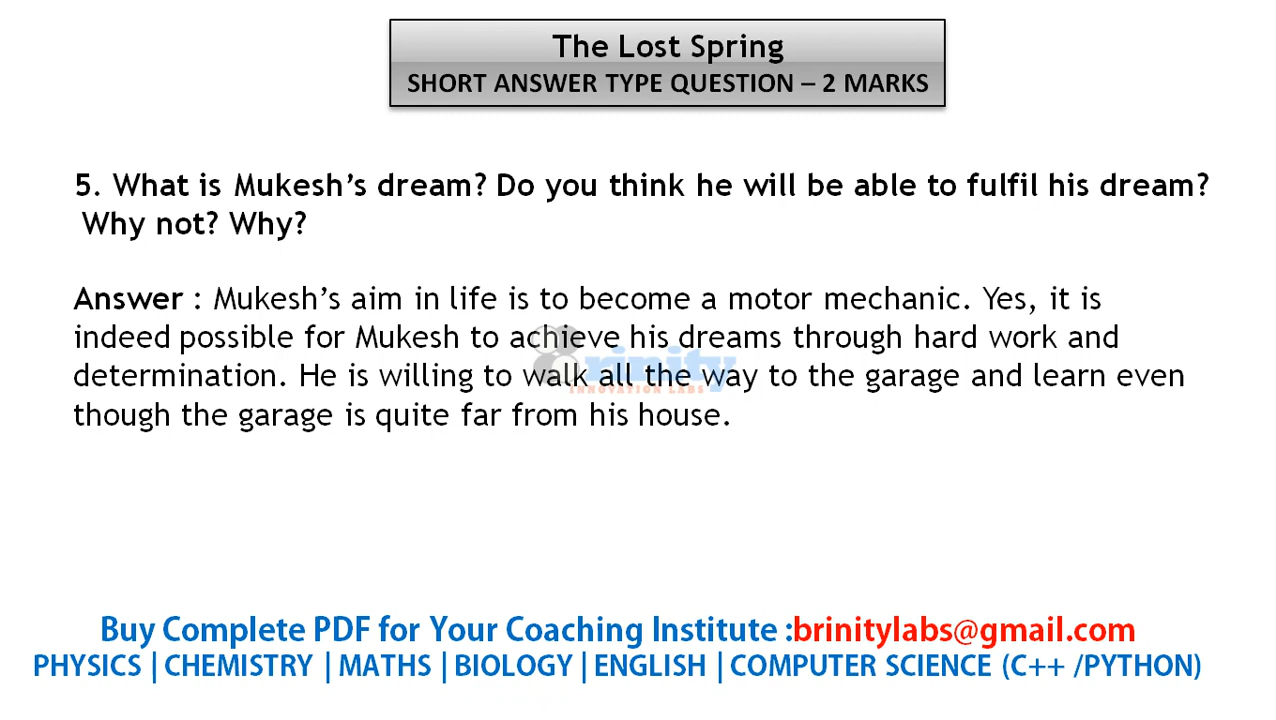 The Lost Spring
SHORT ANSWER TYPE QUESTION – 2 MARKS
5. What is Mukesh’s dream? Do you think he will be able to fulfil his dream?
Why not? Why?
Answer : Mukesh’s aim in life is to become a motor mechanic. Yes, it is
indeed possible for Mukesh to achieve his dreams through hard work and
determination. He is willing to walk all the way to the garage and learn even
though the garage is quite far from his house.
Brinity
INNOVATION LABS
Buy Complete PDF for Your Coaching Institute :brinitylabs@gmail.com
PHYSICS | CHEMISTRY | MATHS | BIOLOGY | ENGLISH | COMPUTER SCIENCE (C++ /PYTHON)